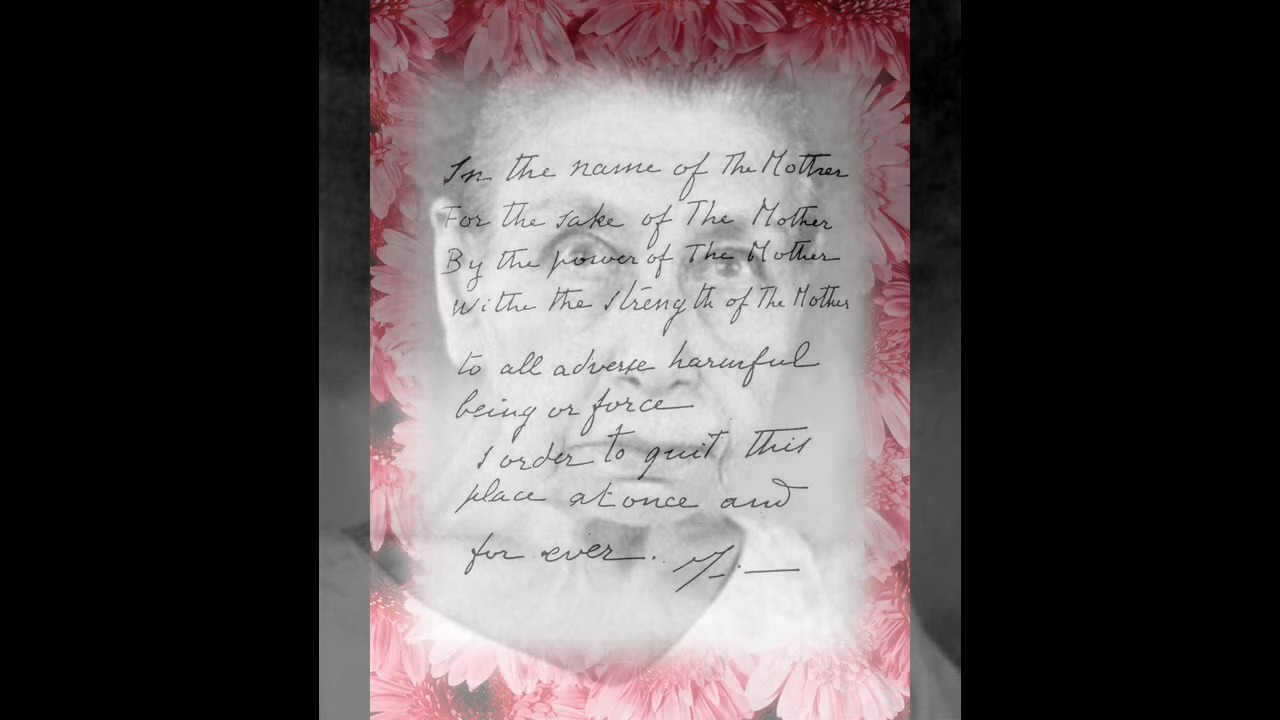 In the name of The Mother
For the sake of The Mother
By the power of The Mother
Withe the strength of The Mother
to all adverse harmful
being or force
I order to quit this
place at once and
for ever.